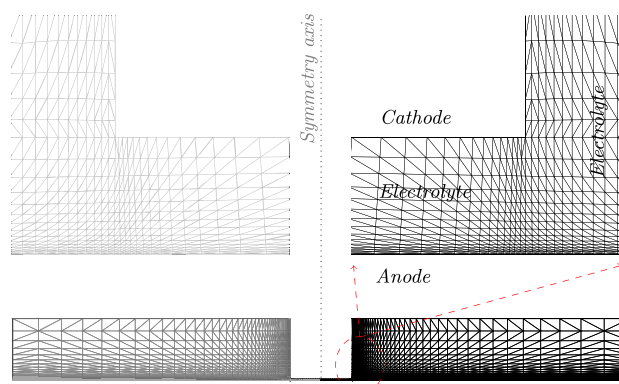 Symmetry axis
Cathode
Electrolyte
Electrolyte
Anode